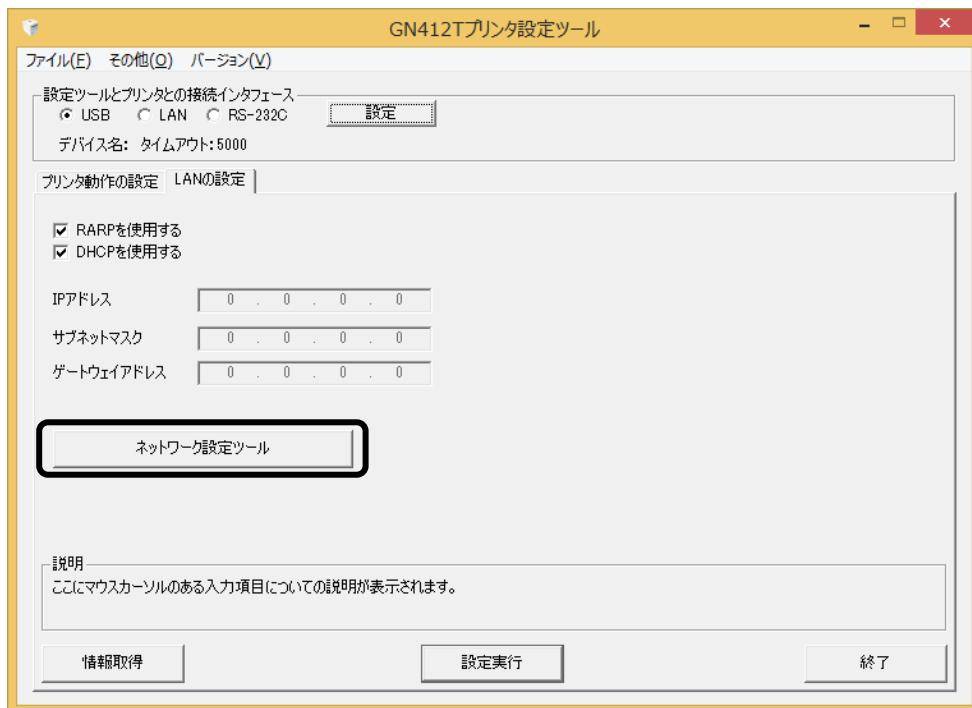 GN412Tプリンタ設定ツール
ファイル(F) その他(O) バージョン(V)
設定ツールとプリンタとの接続インタフェース
USB LAN RS-232C 設定
デバイス名: タイムアウト:5000
プリンタ動作の設定 LANの設定
RARPを使用する
DHCPを使用する
IPアドレス 0 . 0 . 0 . 0
サブネットマスク 0 . 0 . 0 . 0
ゲートウェイアドレス 0 . 0 . 0 . 0
ネットワーク設定ツール
説明
ここにマウスカーソルのある入力項目についての説明が表示されます。
情報取得 設定実行 終了